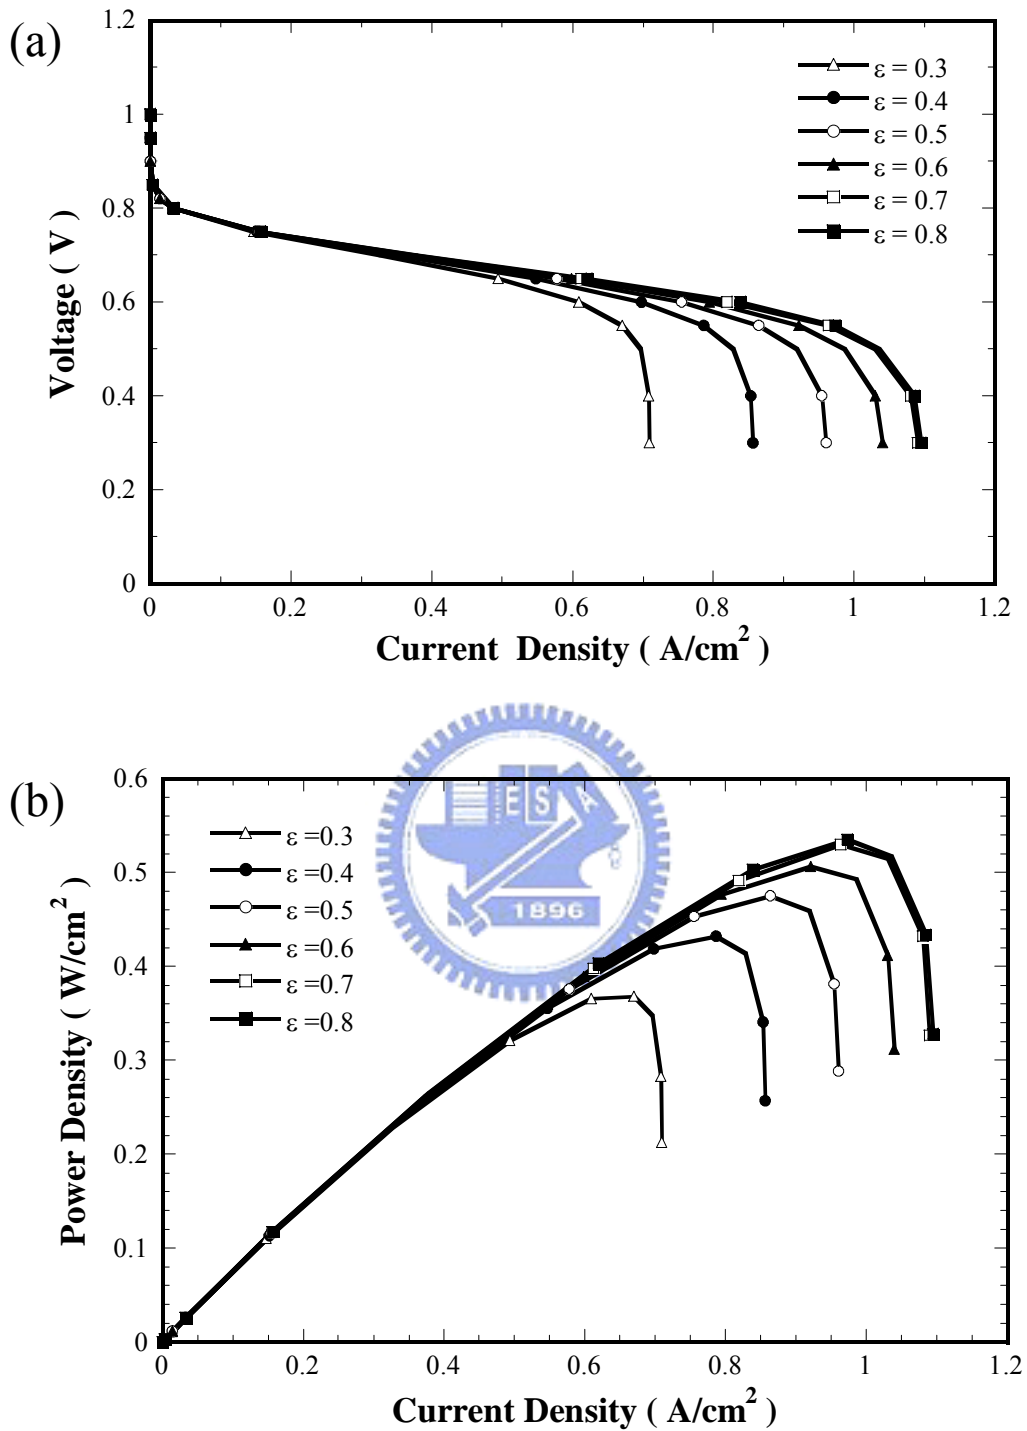 (a)
1.2
1
0.8
0.6
0.4
0.2
0
Voltage ( V )
ε = 0.3
ε = 0.4
ε = 0.5
ε = 0.6
ε = 0.7
ε = 0.8
0 0.2 0.4 0.6 0.8 1 1.2
Current Density ( A/cm²)
(b)
0.6
0.5
0.4
0.3
0.2
0.1
0
Power Density ( W/cm²)
ε =0.3
ε =0.4
ε =0.5
ε =0.6
ε =0.7
ε =0.8
E S A
1896
0 0.2 0.4 0.6 0.8 1 1.2
Current Density ( A/cm²)